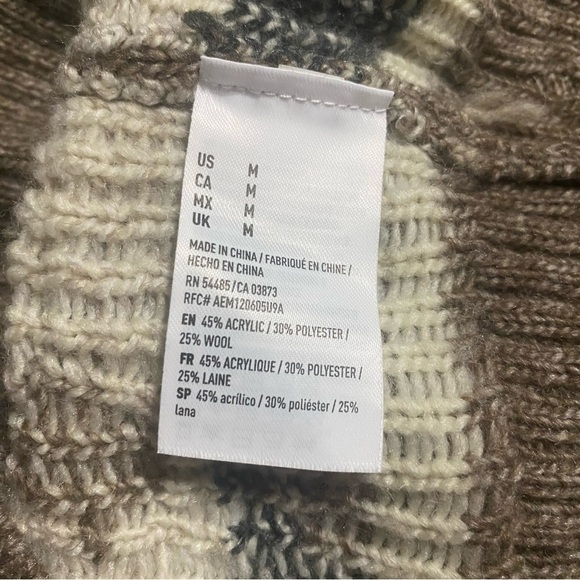 US M
CA M
MX M
UK M
MADE IN CHINA / FABRIQUÉ EN CHINE /
HECHO EN CHINA
RN 54485 / CA 03873
RFC# AEM120605U9A
EN 45% ACRYLIC / 30% POLYESTER /
25% WOOL
FR 45% ACRYLIQUE / 30% POLYESTER /
25% LAINE
SP 45% acrílico / 30% poliéster / 25%
lana